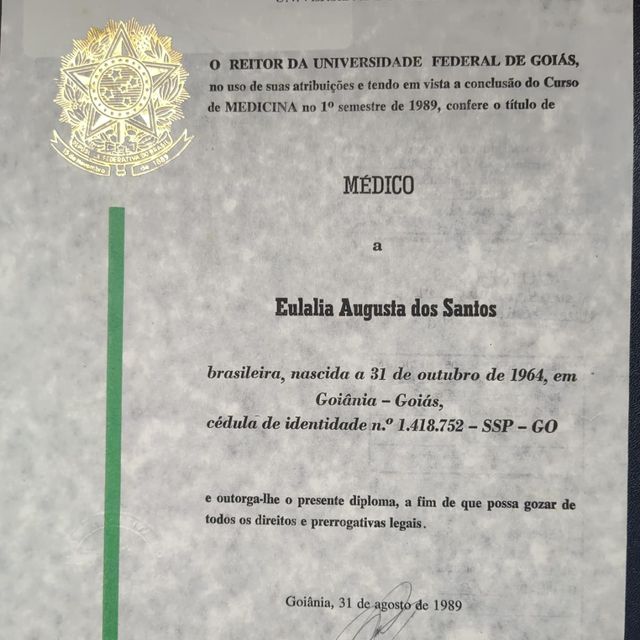 O REITOR DA UNIVERSIDADE FEDERAL DE GOIÁS,
no uso de suas atribuições e tendo em vista a conclusão do Curso
de MEDICINA no 1º semestre de 1989, confere o título de
MÉDICO
a
Eulalia Augusta dos Santos
brasileira, nascida a 31 de outubro de 1964, em
Goiânia – Goiás,
cédula de identidade n.º 1.418.752 – SSP – GO
e outorga-lhe o presente diploma, a fim de que possa gozar de
todos os direitos e prerrogativas legais.
Goiânia, 31 de agosto de 1989